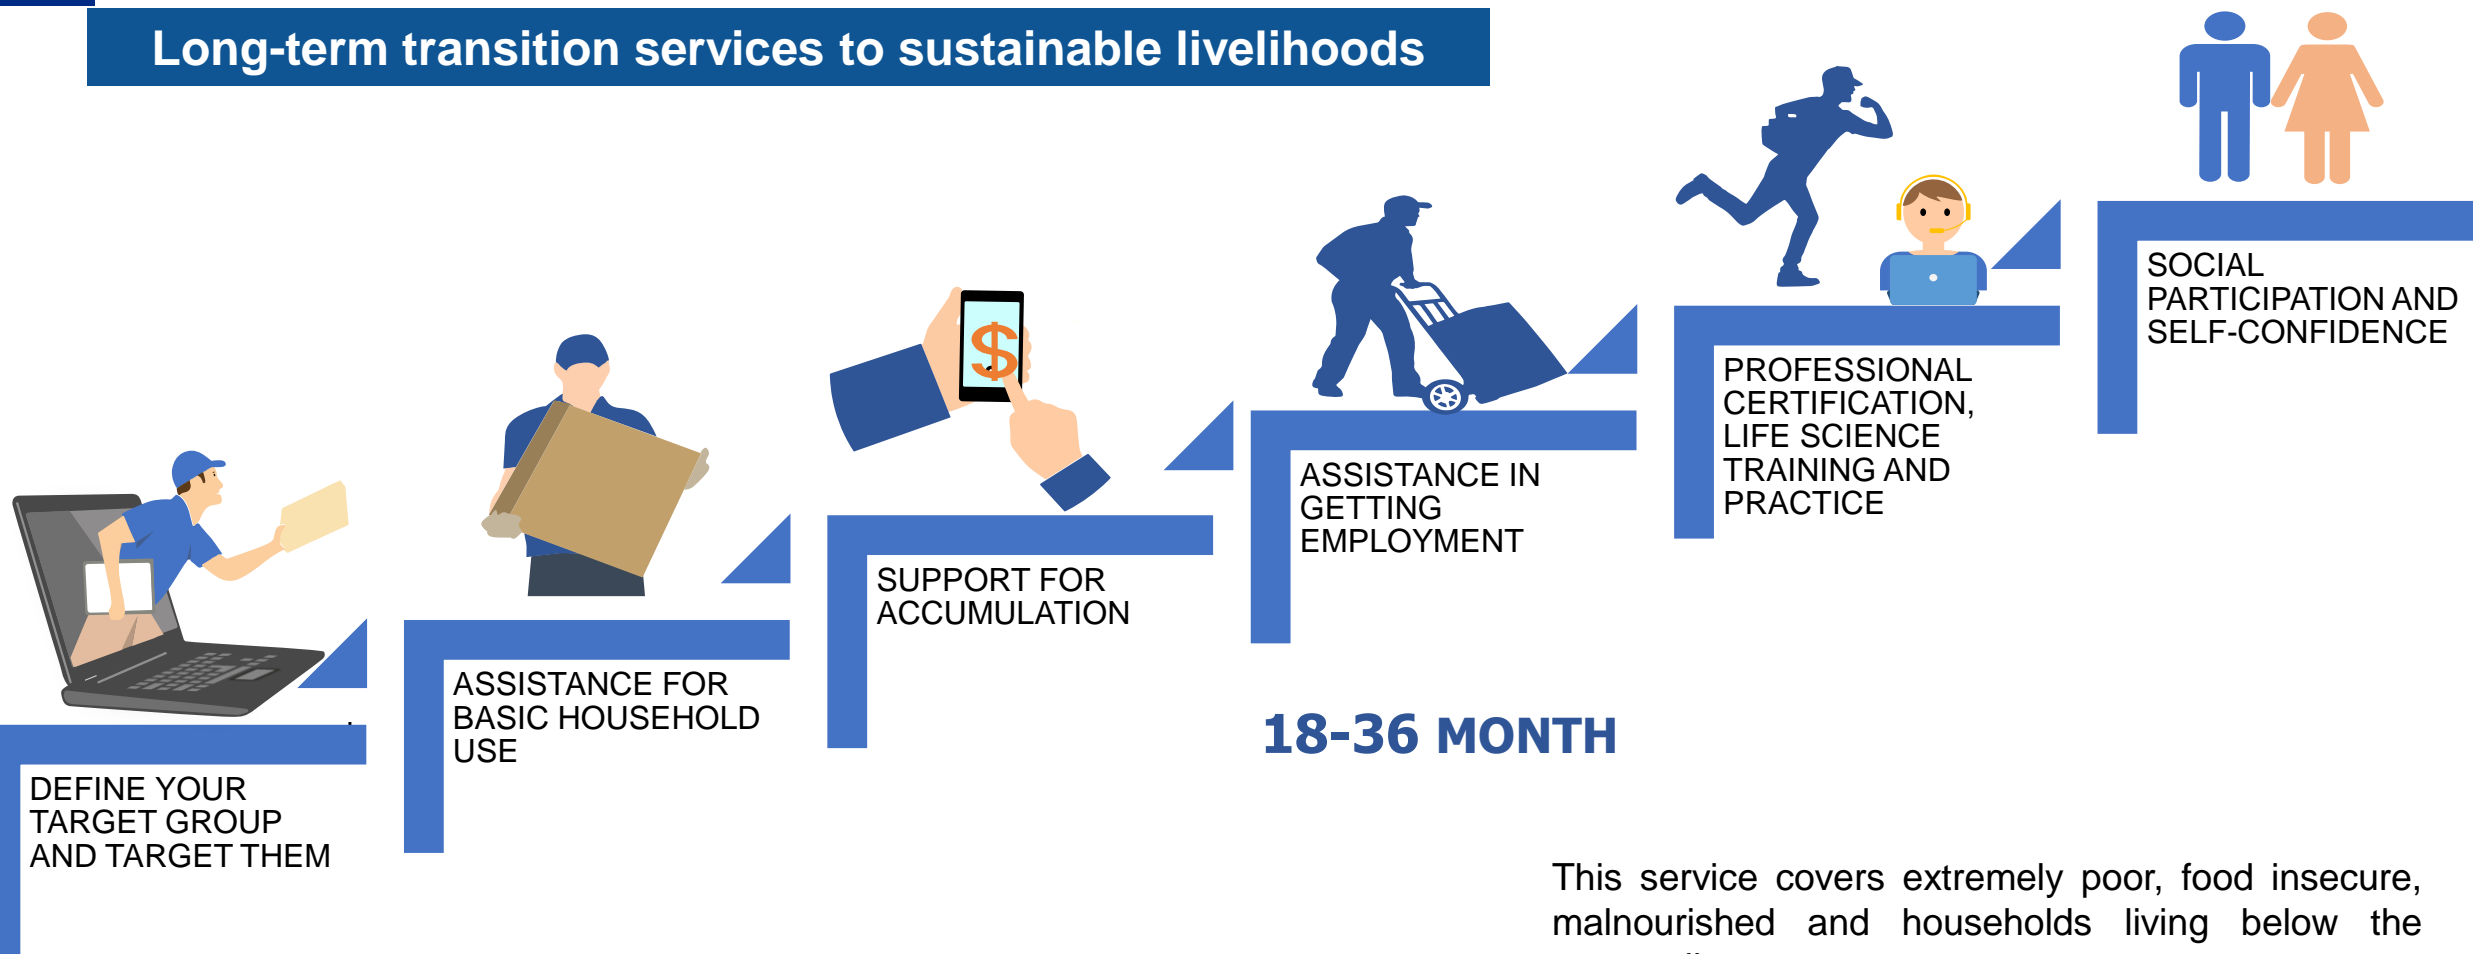 Long-term transition services to sustainable livelihoods
SOCIAL
PARTICIPATION AND
SELF-CONFIDENCE
PROFESSIONAL
CERTIFICATION,
LIFE SCIENCE
TRAINING AND
PRACTICE
ASSISTANCE IN
GETTING
EMPLOYMENT
SUPPORT FOR
ACCUMULATION
ASSISTANCE FOR
BASIC HOUSEHOLD
USE
DEFINE YOUR
TARGET GROUP
AND TARGET THEM
18-36 MONTH
This service covers extremely poor, food insecure,
malnourished and households living below the